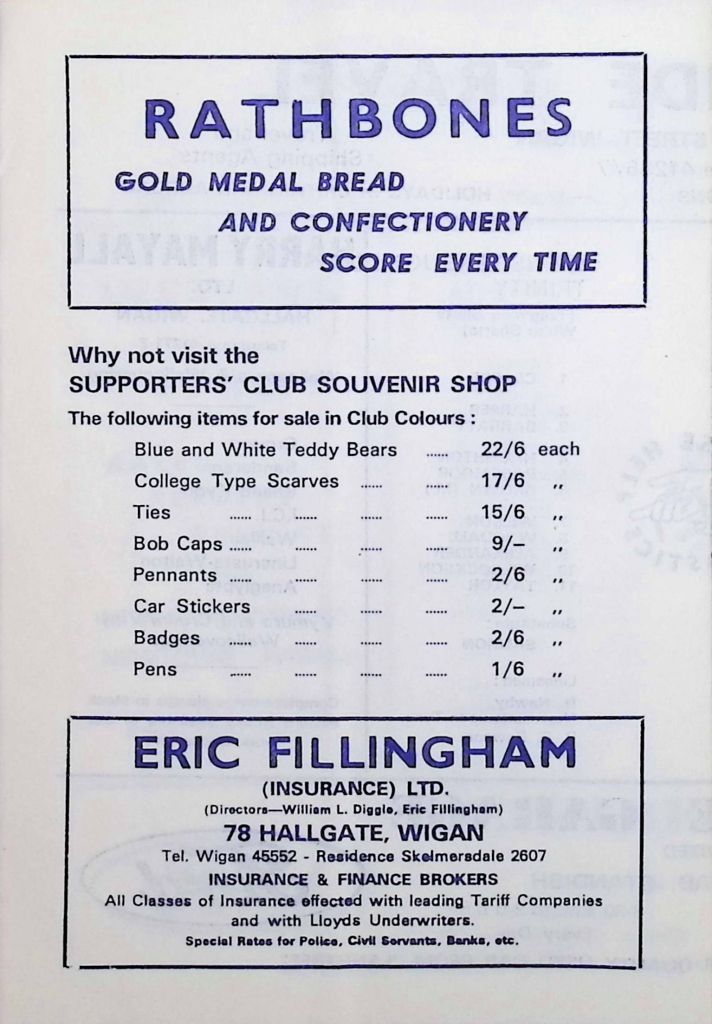 RATHBONES
GOLD MEDAL BREAD
AND CONFECTIONERY
SCORE EVERY TIME
Why not visit the
SUPPORTERS' CLUB SOUVENIR SHOP
The following items for sale in Club Colours :
Blue and White Teddy Bears ...... 22/6 each
College Type Scarves ...... ...... 17/6 ,,
Ties ...... ...... ...... ...... 15/6 ,,
Bob Caps ...... ...... ...... ...... 9/– ,,
Pennants ...... ...... ...... ...... 2/6 ,,
Car Stickers ...... ...... ...... 2/– ,,
Badges ...... ...... ...... ...... 2/6 ,,
Pens ...... ...... ...... ...... 1/6 ,,
ERIC FILLINGHAM
(INSURANCE) LTD.
(Directors—William L. Diggle, Eric Fillingham)
78 HALLGATE, WIGAN
Tel. Wigan 45552 - Residence Skelmersdale 2607
INSURANCE & FINANCE BROKERS
All Classes of Insurance effected with leading Tariff Companies
and with Lloyds Underwriters.
Special Rates for Police, Civil Servants, Banks, etc.